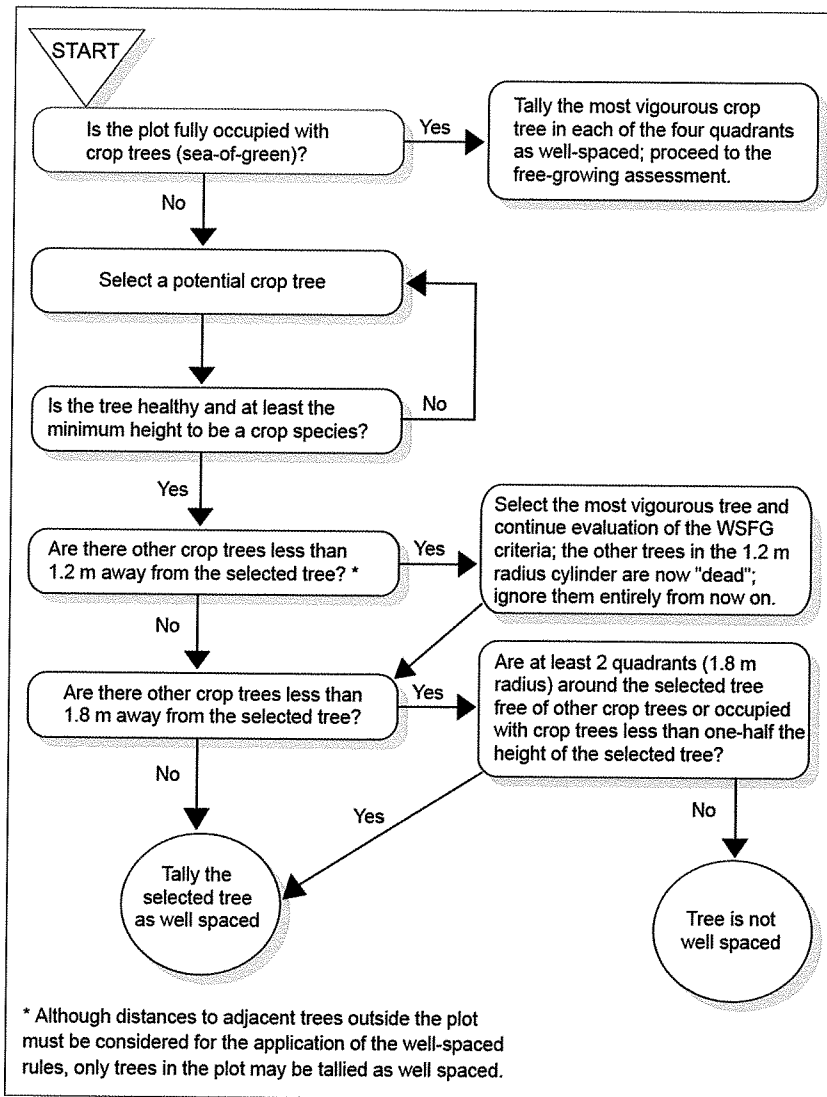 START
Is the plot fully occupied with
crop trees (sea-of-green)?
Yes
Tally the most vigourous crop
tree in each of the four quadrants
as well-spaced; proceed to the
free-growing assessment.
No
Select a potential crop tree
Is the tree healthy and at least the
minimum height to be a crop species?
No
Yes
Are there other crop trees less than
1.2 m away from the selected tree? *
Yes
Select the most vigourous tree and
continue evaluation of the WSFG
criteria; the other trees in the 1.2 m
radius cylinder are now "dead";
ignore them entirely from now on.
No
Are there other crop trees less than
1.8 m away from the selected tree?
Yes
Are at least 2 quadrants (1.8 m
radius) around the selected tree
free of other crop trees or occupied
with crop trees less than one-half the
height of the selected tree?
No
Yes
No
Tally the
selected tree
as well spaced
Tree is not
well spaced
* Although distances to adjacent trees outside the plot
must be considered for the application of the well-spaced
rules, only trees in the plot may be tallied as well spaced.